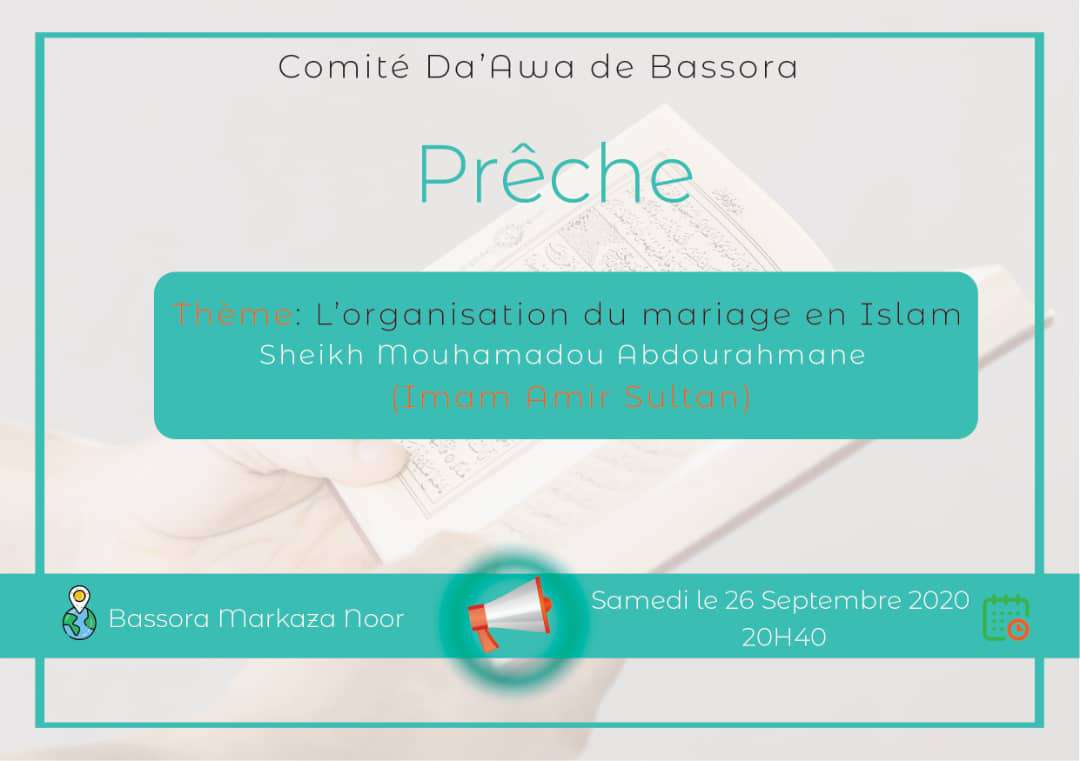 Comité Da'Awa de Bassora
Prêche
Thème: L'organisation du mariage en Islam
Sheikh Mouhamadou Abdourahmane
(Imam Amir Sultan)
Bassora Markaza Noor
Samedi le 26 Septembre 2020
20H40